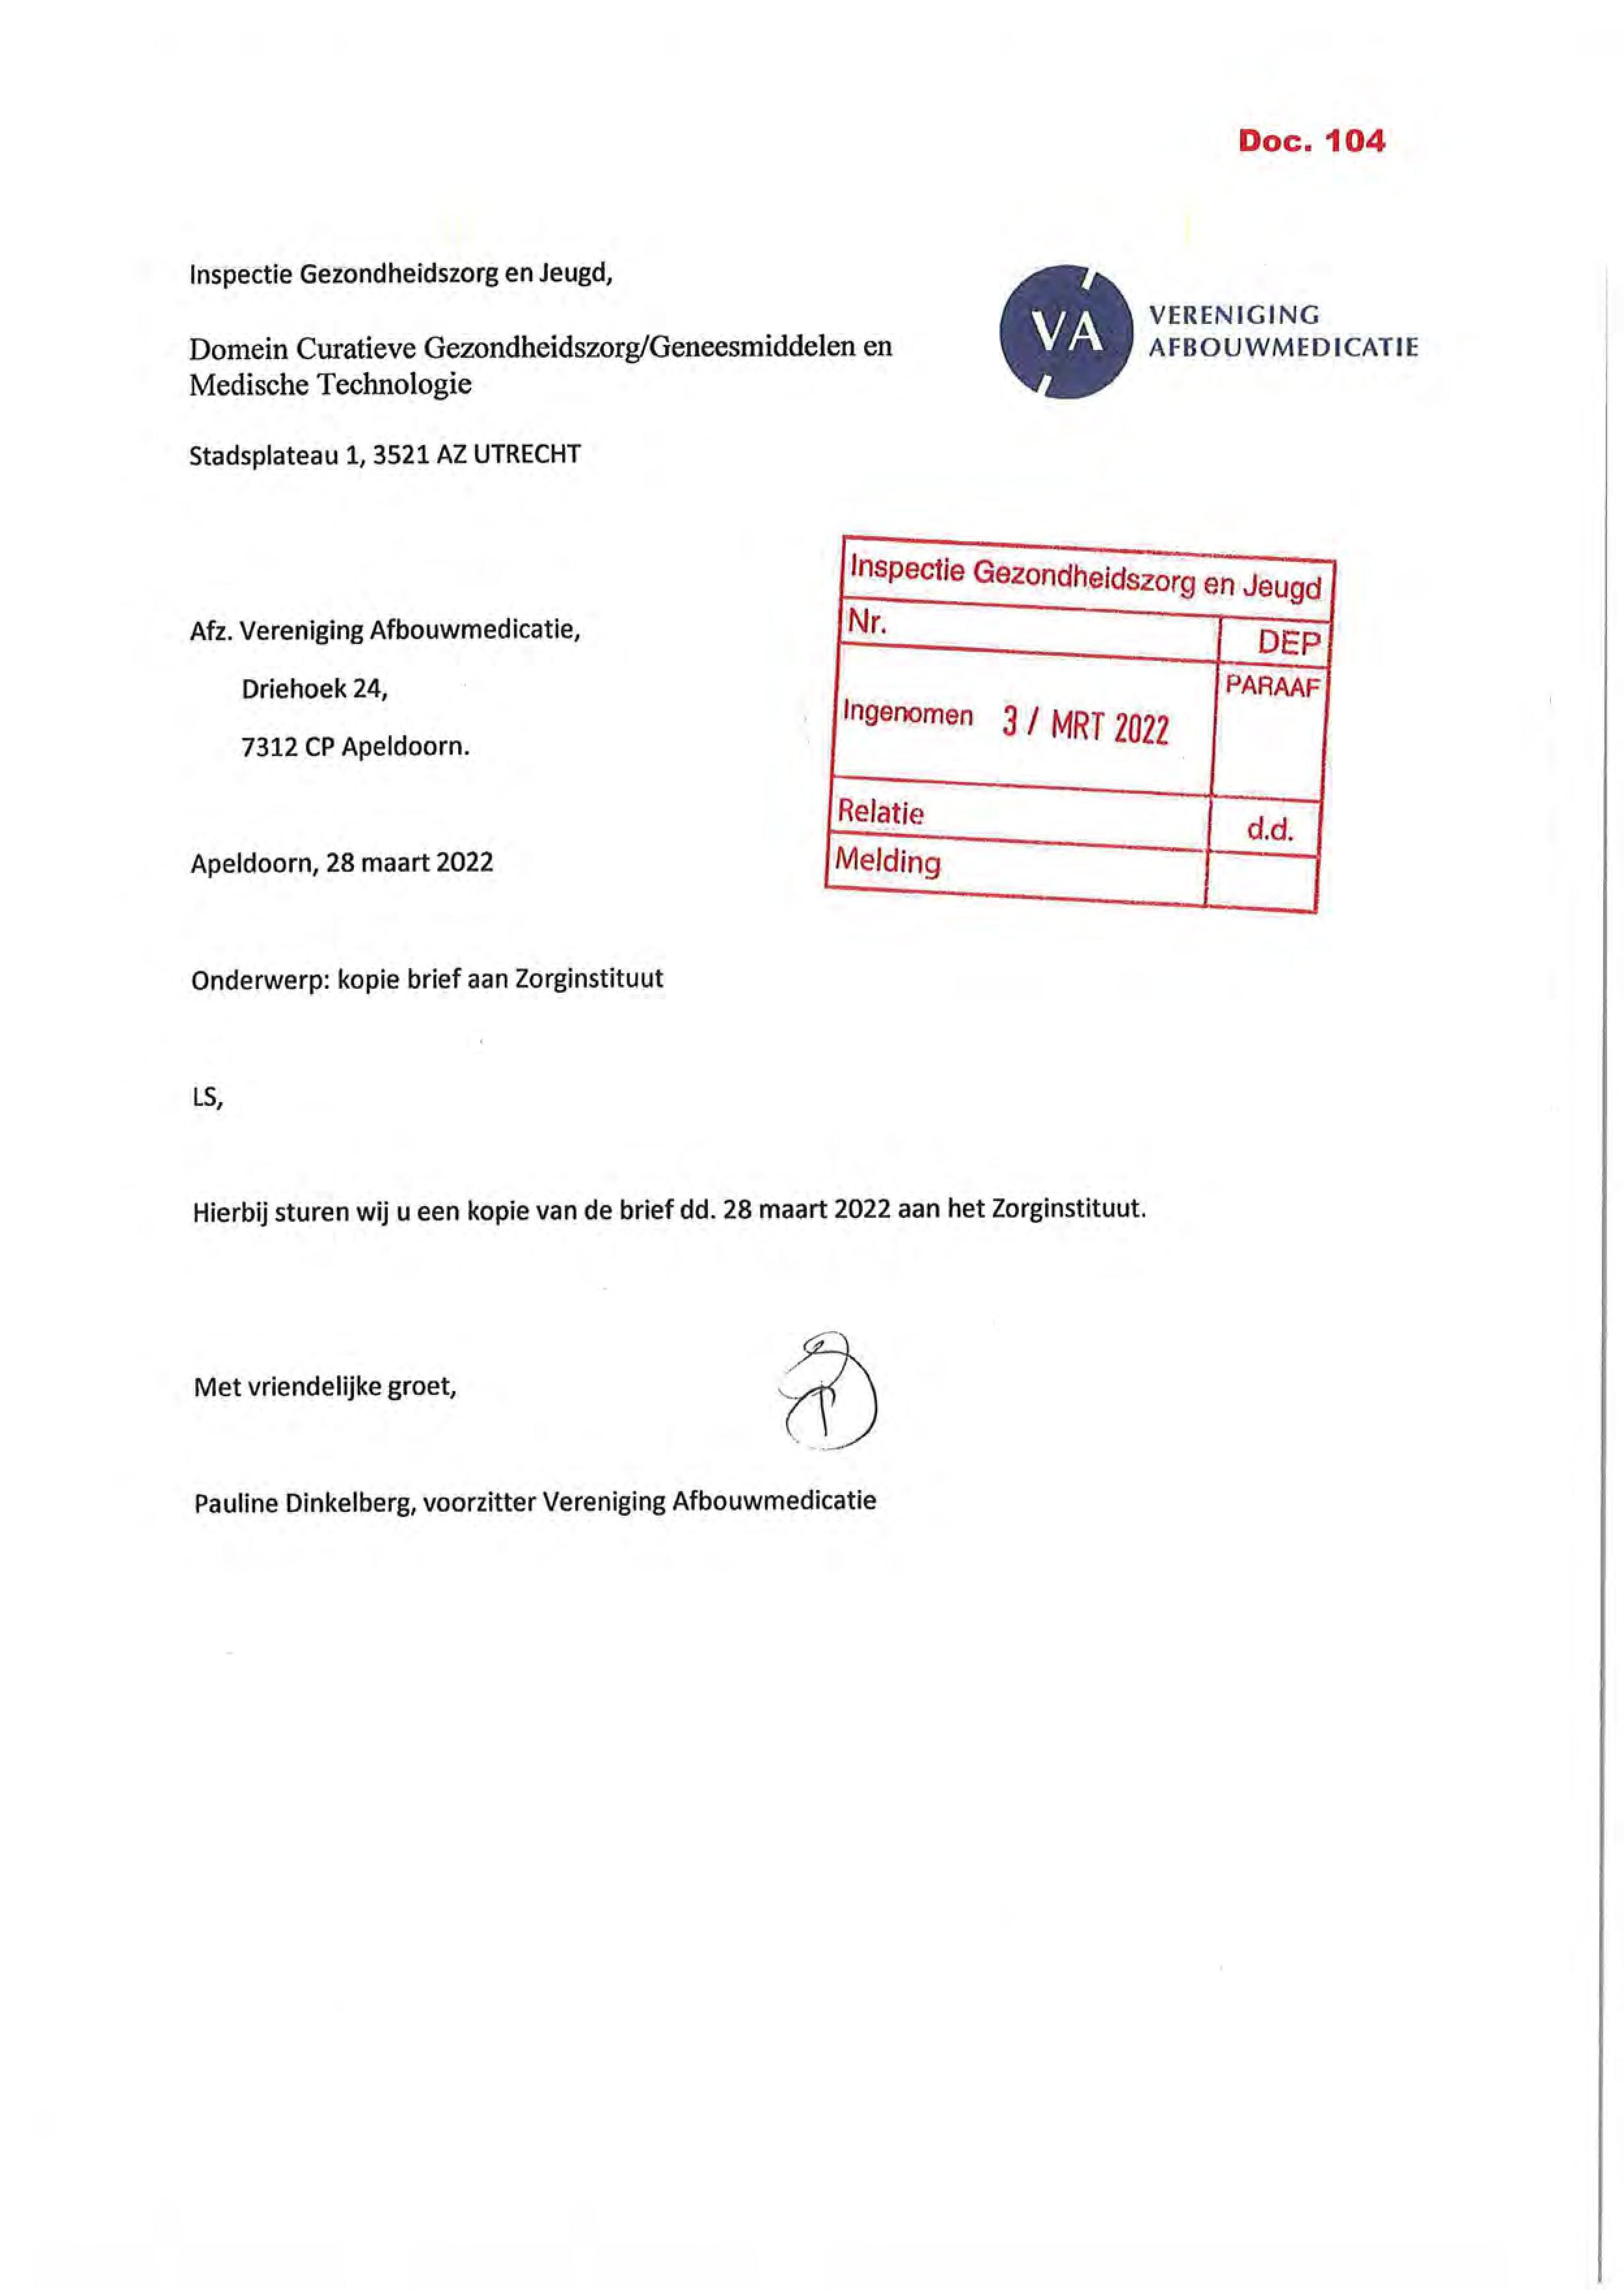 Doc. 104
Inspectie Gezondheidszorg en Jeugd,
VA
VERENIGING
AFBOUWMEDICATIE
Domein Curatieve Gezondheidszorg/Geneesmiddelen en
Medische Technologie
Stadsplateau 1, 3521 AZ UTRECHT
Inspectie Gezondheidszorg en Jeugd
Nr.
DEP
PARAAF
Ingenomen 3 / MRT 2022
Relatie
d.d.
Melding
Afz. Vereniging Afbouwmedicatie,
Driehoek 24,
7312 CP Apeldoorn.
Apeldoorn, 28 maart 2022
Onderwerp: kopie brief aan Zorginstituut
LS,
Hierbij sturen wij u een kopie van de brief dd. 28 maart 2022 aan het Zorginstituut.
Met vriendelijke groet,
Pauline Dinkelberg, voorzitter Vereniging Afbouwmedicatie